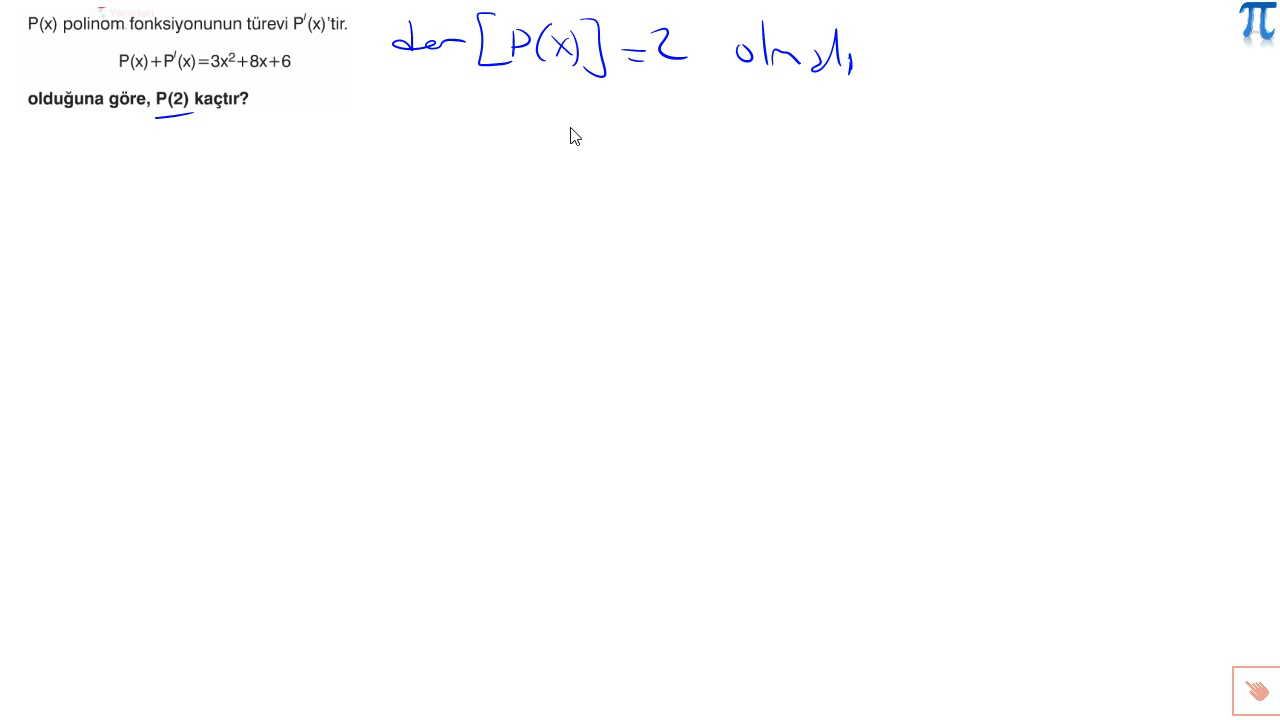 P(x) polinom fonksiyonunun türevi P'(x)'tir.
P(x)+P'(x)=3x²+8x+6
olduğuna göre, P(2) kaçtır?
der[P(x)]=2 olmalı
π